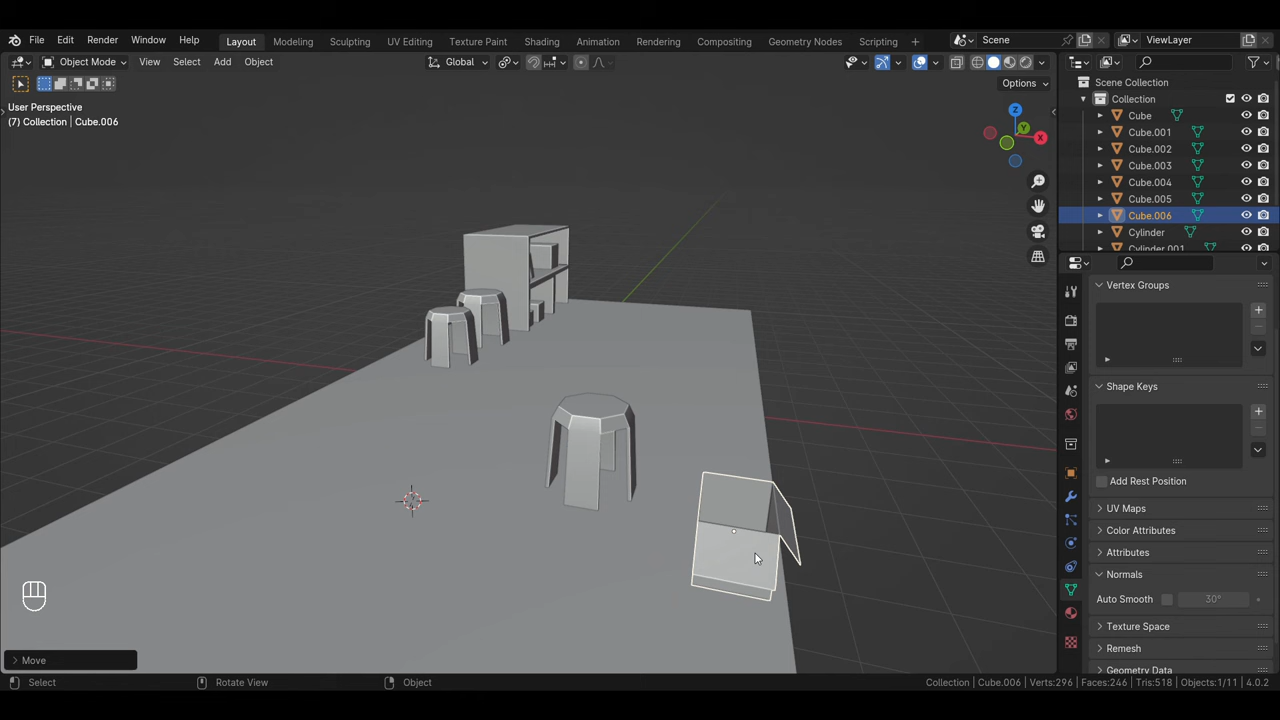 File Edit Render Window Help Layout Modeling Sculpting UV Editing Texture Paint Shading Animation Rendering Compositing Geometry Nodes Scripting + Scene ViewLayer
Object Mode View Select Add Object Global
Options
User Perspective
(7) Collection | Cube.006
Z
Y
X
Scene Collection
Collection
Cube
Cube.001
Cube.002
Cube.003
Cube.004
Cube.005
Cube.006
Cylinder
Cylinder.001
Vertex Groups
Shape Keys
Add Rest Position
UV Maps
Color Attributes
Attributes
Normals
Auto Smooth 30°
Texture Space
Remesh
Geometry Data
Move
Select Rotate View Object Collection | Cube.006 | Verts:296 | Faces:246 | Tris:518 | Objects:1/11 | 4.0.2